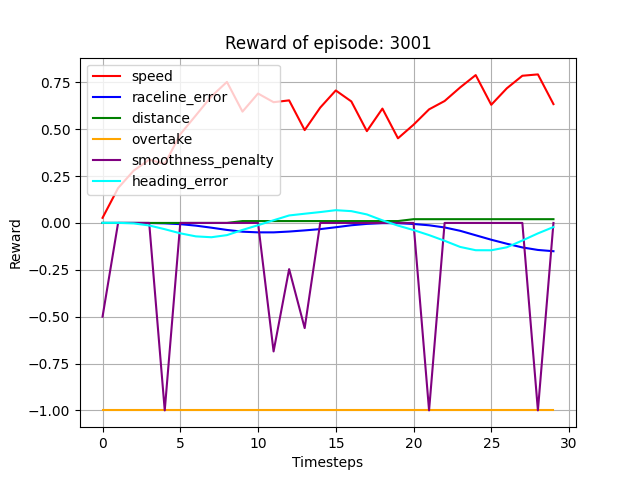 Reward of episode: 3001
speed
raceline_error
distance
overtake
smoothness_penalty
heading_error
Reward
0.75
0.50
0.25
0.00
−0.25
−0.50
−0.75
−1.00
0 5 10 15 20 25 30
Timesteps